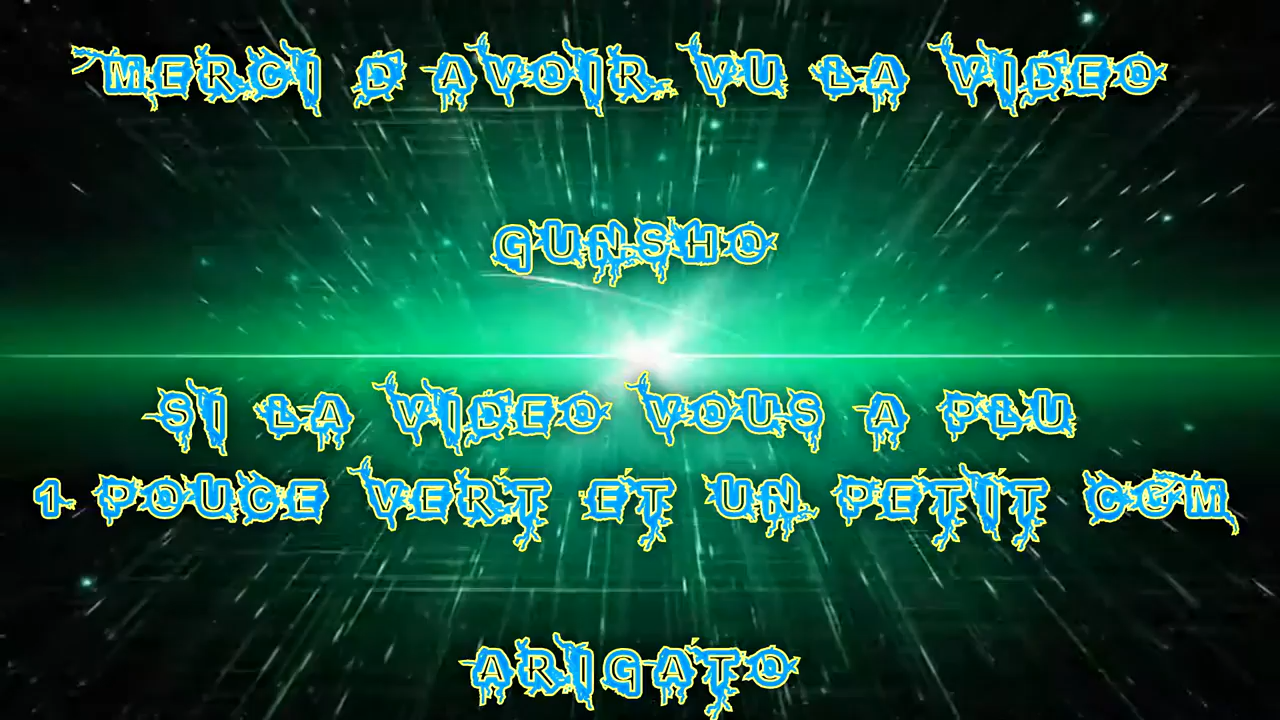 MERCI D AVOIR VU LA VIDEO
GUNSHO
SI LA VIDEO VOUS A PLU
1 POUCE VERT ET UN PETIT COM
ARIGATO